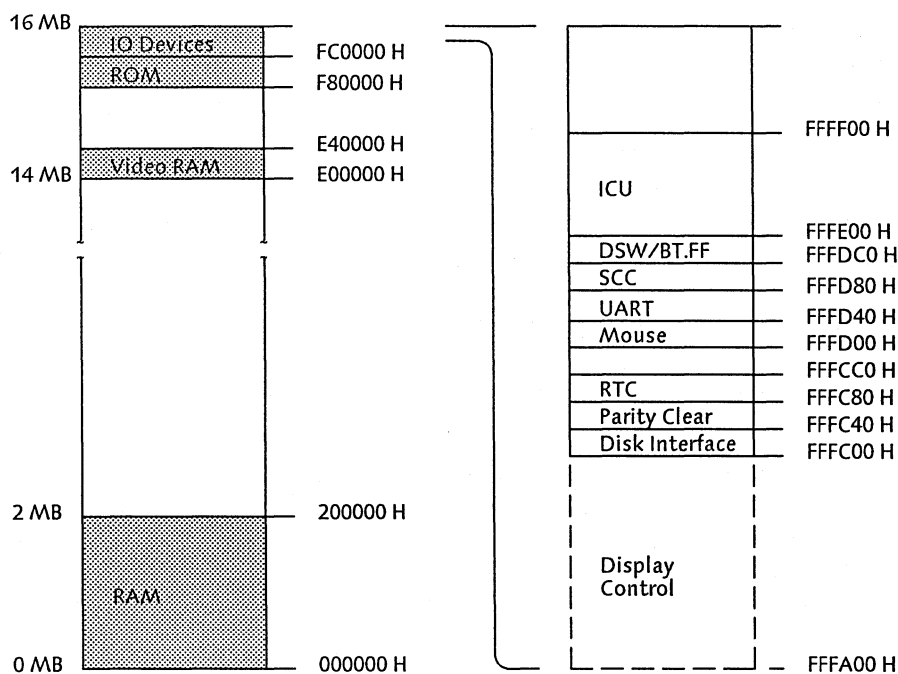 16 MB
IO Devices
FC0000 H
ROM
F80000 H
E40000 H
Video RAM
14 MB
E00000 H
2 MB
200000 H
RAM
0 MB
000000 H
FFFF00 H
ICU
FFFE00 H
DSW/BT.FF
FFFDC0 H
SCC
FFFD80 H
UART
FFFD40 H
Mouse
FFFD00 H
FFFCC0 H
RTC
FFFC80 H
Parity Clear
FFFC40 H
Disk Interface
FFFC00 H
Display
Control
FFFA00 H